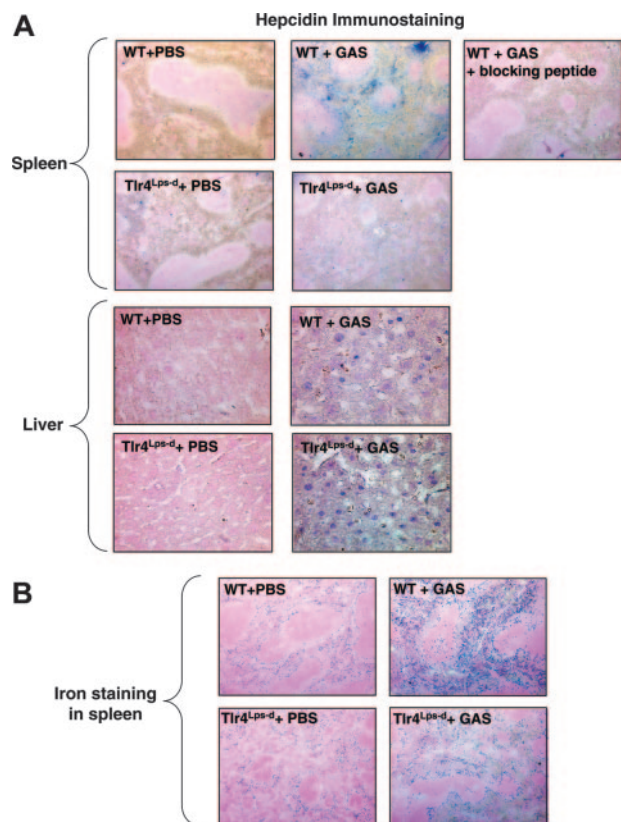 Hepcidin Immunostaining
A
WT+PBS
WT + GAS
WT + GAS
+ blocking peptide
Spleen
Tlr4Lps-d+ PBS
Tlr4Lps-d+ GAS
WT+PBS
WT + GAS
Liver
Tlr4Lps-d+ PBS
Tlr4Lps-d+ GAS
B
WT+PBS
WT + GAS
Iron staining
in spleen
Tlr4Lps-d+ PBS
Tlr4Lps-d+ GAS